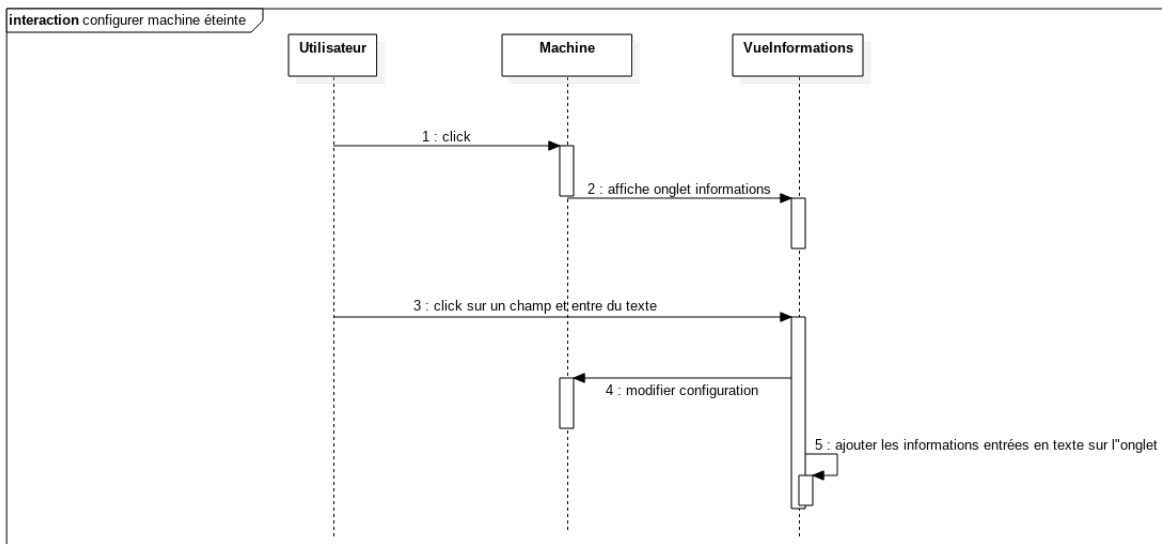 interaction configurer machine éteinte
Utilisateur
Machine
VueInformations
1 : click
2 : affiche onglet informations
3 : click sur un champ et entre du texte
4 : modifier configuration
5 : ajouter les informations entrées en texte sur l"onglet